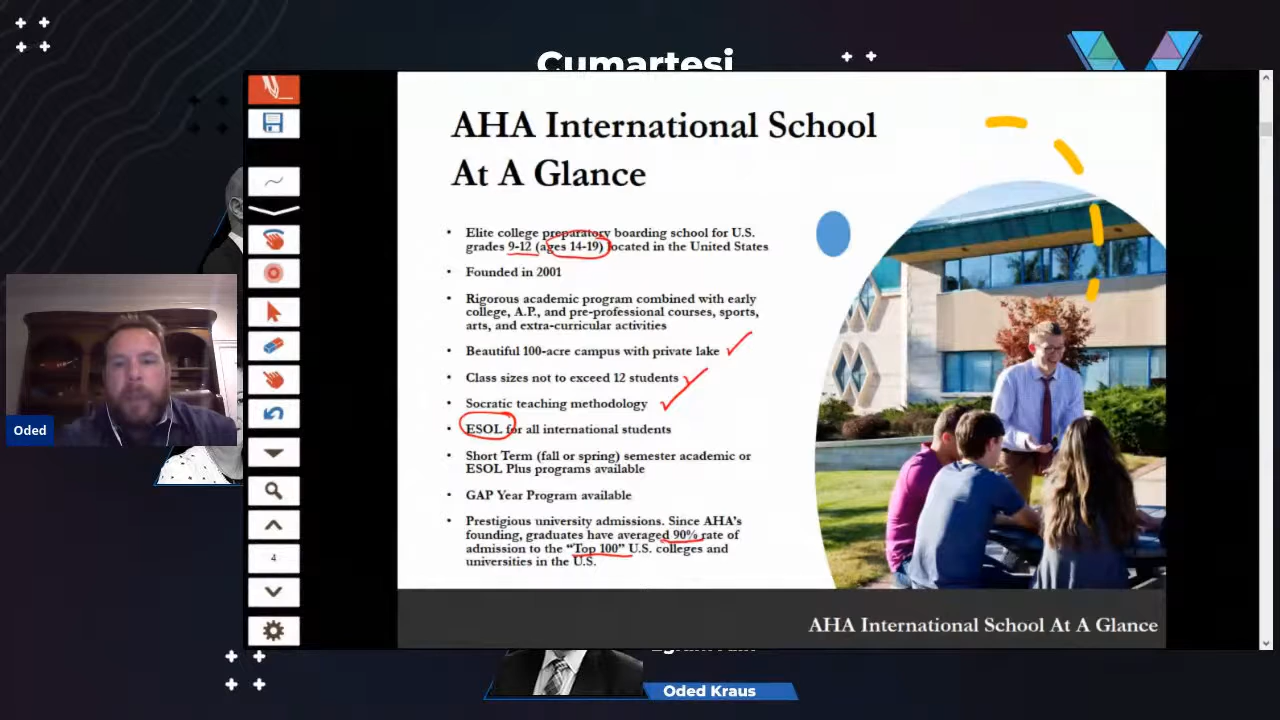 Cumartesi
AHA International School
At A Glance
• Elite college preparatory boarding school for U.S.
grades 9-12 (ages 14-19) located in the United States
• Founded in 2001
• Rigorous academic program combined with early
college, A.P., and pre-professional courses, sports,
arts, and extra-curricular activities
• Beautiful 100-acre campus with private lake
• Class sizes not to exceed 12 students
• Socratic teaching methodology
• ESOL for all international students
• Short Term (fall or spring) semester academic or
ESOL Plus programs available
• GAP Year Program available
• Prestigious university admissions. Since AHA's
founding, graduates have averaged 90% rate of
admission to the “Top 100” U.S. colleges and
universities in the U.S.
AHA International School At A Glance
4
Oded
Oded Kraus